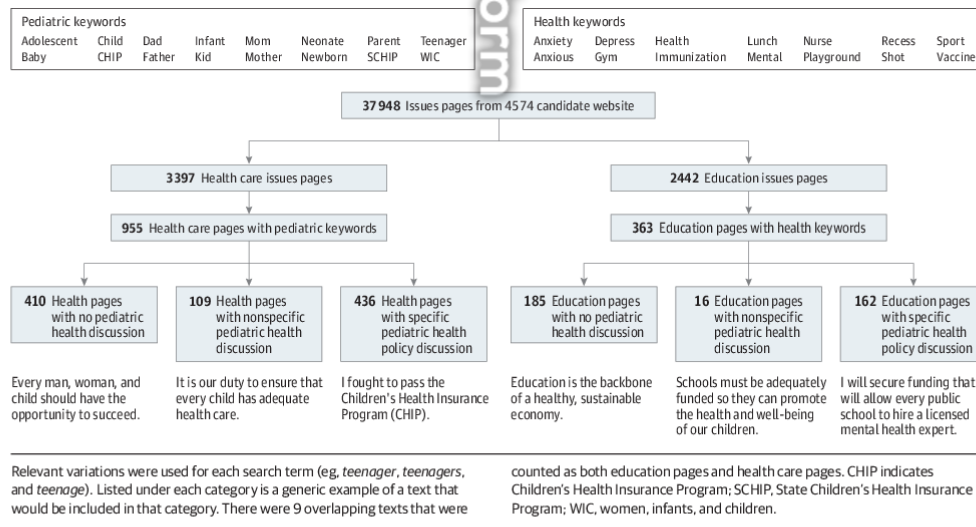 Pediatric keywords
Adolescent Child Dad Infant Mom Neonate Parent Teenager
Baby CHIP Father Kid Mother Newborn SCHIP WIC
orm
Health keywords
Anxiety Depress Health Lunch Nurse Recess Sport
Anxious Gym Immunization Mental Playground Shot Vaccine
37 948 Issues pages from 4574 candidate website
3397 Health care issues pages
2442 Education issues pages
955 Health care pages with pediatric keywords
363 Education pages with health keywords
410 Health pages
with no pediatric
health discussion
109 Health pages
with nonspecific
pediatric health
discussion
436 Health pages
with specific
pediatric health
policy discussion
185 Education pages
with no pediatric
health discussion
16 Education pages
with nonspecific
pediatric health
discussion
162 Education pages
with specific
pediatric health
policy discussion
Every man, woman, and
child should have the
opportunity to succeed.
It is our duty to ensure that
every child has adequate
health care.
I fought to pass the
Children's Health Insurance
Program (CHIP).
Education is the backbone
of a healthy, sustainable
economy.
Schools must be adequately
funded so they can promote
the health and well-being
of our children.
I will secure funding that
will allow every public
school to hire a licensed
mental health expert.
Relevant variations were used for each search term (eg, teenager, teenagers,
and teenage). Listed under each category is a generic example of a text that
would be included in that category. There were 9 overlapping texts that were
counted as both education pages and health care pages. CHIP indicates
Children's Health Insurance Program; SCHIP, State Children's Health Insurance
Program; WIC, women, infants, and children.